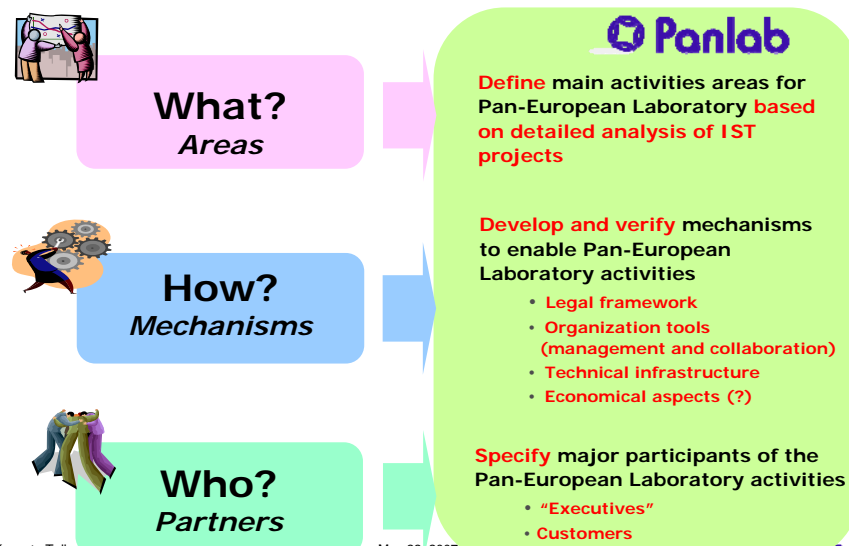 Panlab
What?
Areas
Define main activities areas for
Pan-European Laboratory based
on detailed analysis of IST
projects
How?
Mechanisms
Develop and verify mechanisms
to enable Pan-European
Laboratory activities
• Legal framework
• Organization tools
(management and collaboration)
• Technical infrastructure
• Economical aspects (?)
Who?
Partners
Specify major participants of the
Pan-European Laboratory activities
• “Executives”
• Customers